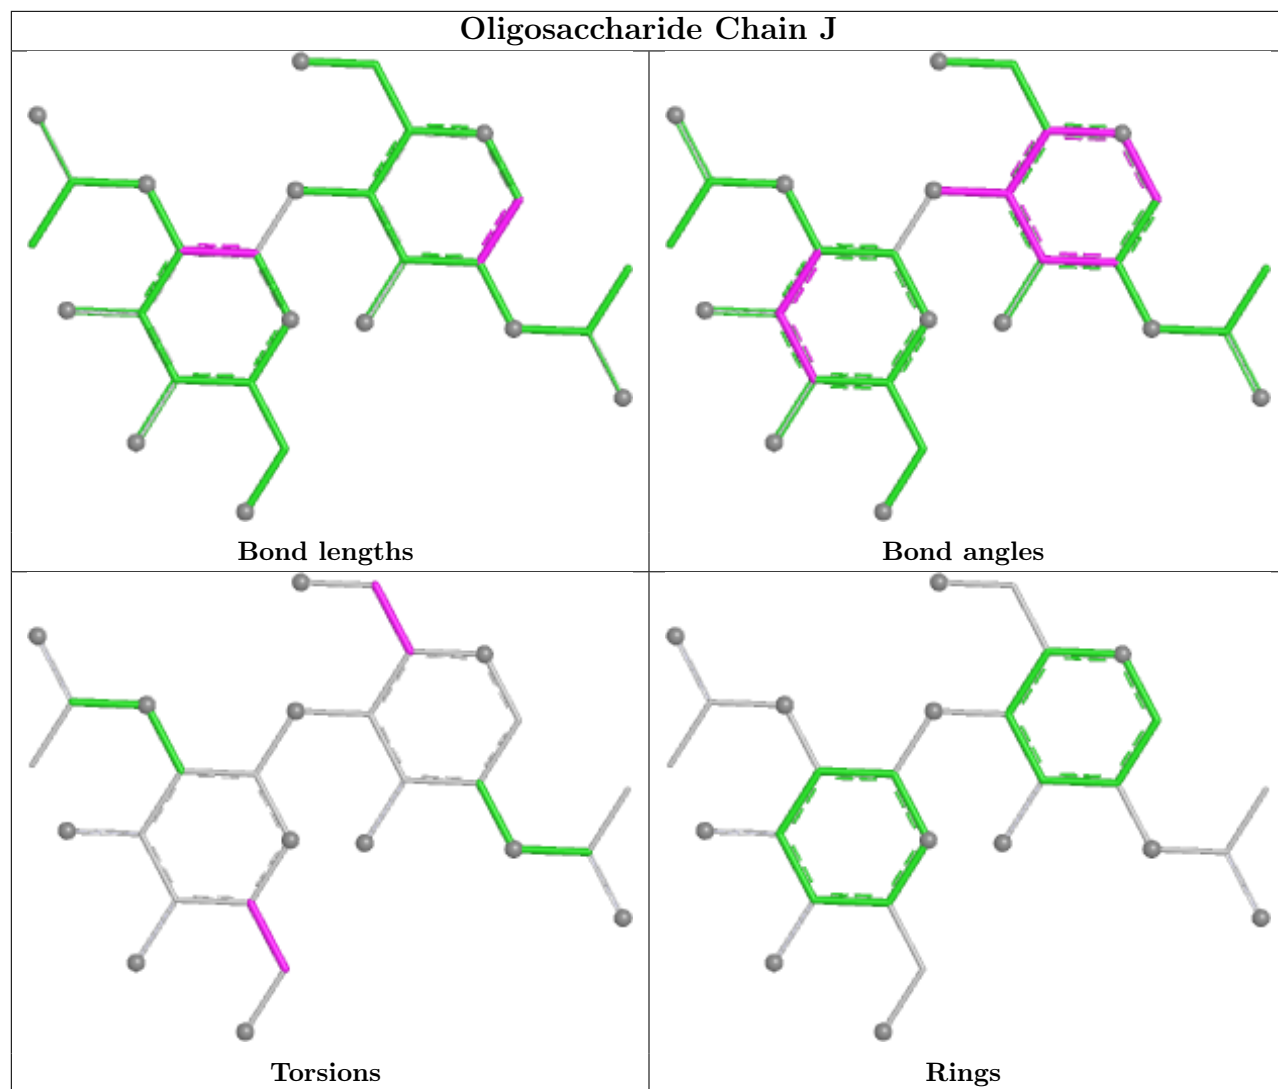 Oligosaccharide Chain J
Bond lengths
Bond angles
Torsions
Rings